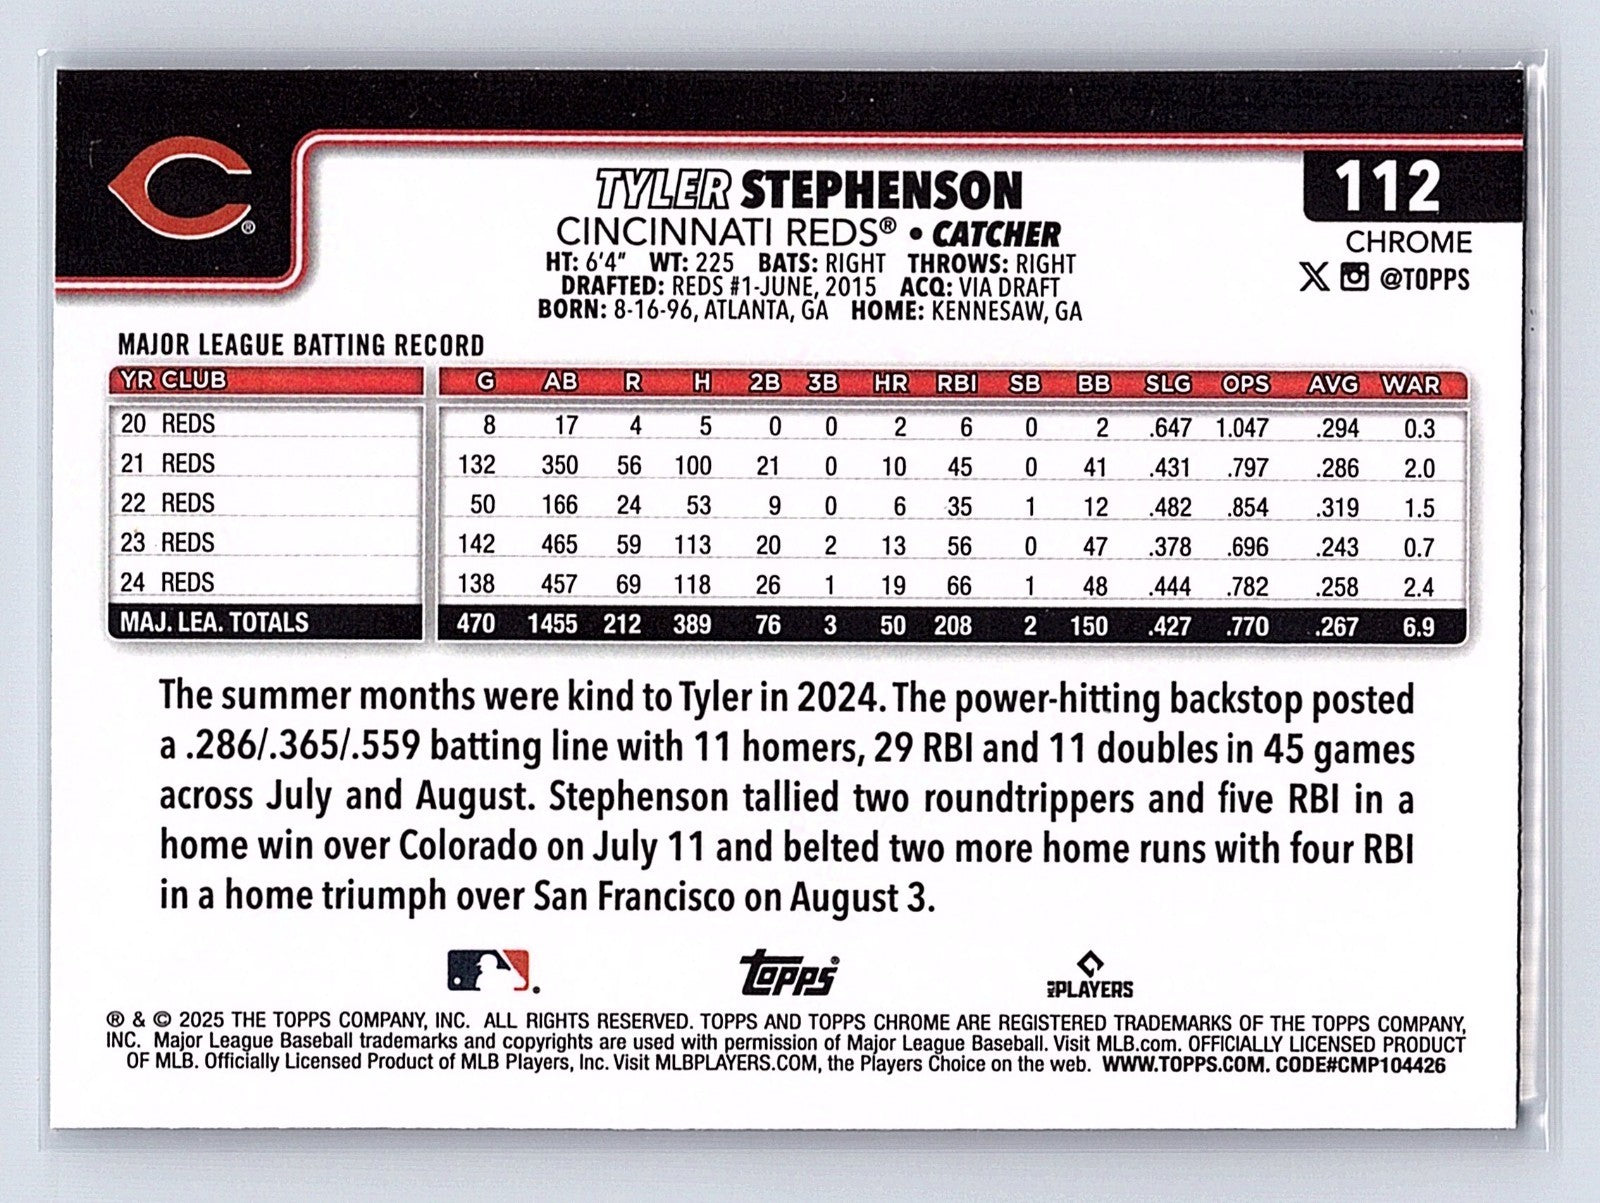 C®
TYLER STEPHENSON
CINCINNATI REDS® • CATCHER
HT: 6'4" WT: 225 BATS: RIGHT THROWS: RIGHT
DRAFTED: REDS #1-JUNE, 2015 ACQ: VIA DRAFT
BORN: 8-16-96, ATLANTA, GA HOME: KENNESAW, GA
112
CHROME
X @TOPPS
MAJOR LEAGUE BATTING RECORD
YR CLUB G AB R H 2B 3B HR RBI SB BB SLG OPS AVG WAR
20 REDS 8 17 4 5 0 0 2 6 0 2 .647 1.047 .294 0.3
21 REDS 132 350 56 100 21 0 10 45 0 41 .431 .797 .286 2.0
22 REDS 50 166 24 53 9 0 6 35 1 12 .482 .854 .319 1.5
23 REDS 142 465 59 113 20 2 13 56 0 47 .378 .696 .243 0.7
24 REDS 138 457 69 118 26 1 19 66 1 48 .444 .782 .258 2.4
MAJ. LEA. TOTALS 470 1455 212 389 76 3 50 208 2 150 .427 .770 .267 6.9
The summer months were kind to Tyler in 2024. The power-hitting backstop posted
a .286/.365/.559 batting line with 11 homers, 29 RBI and 11 doubles in 45 games
across July and August. Stephenson tallied two roundtrippers and five RBI in a
home win over Colorado on July 11 and belted two more home runs with four RBI
in a home triumph over San Francisco on August 3.
topps®
MLB PLAYERS
® & © 2025 THE TOPPS COMPANY, INC. ALL RIGHTS RESERVED. TOPPS AND TOPPS CHROME ARE REGISTERED TRADEMARKS OF THE TOPPS COMPANY,
INC. Major League Baseball trademarks and copyrights are used with permission of Major League Baseball. Visit MLB.com. OFFICIALLY LICENSED PRODUCT
OF MLB. Officially Licensed Product of MLB Players, Inc. Visit MLBPLAYERS.COM, the Players Choice on the web. WWW.TOPPS.COM. CODE#CMP104426